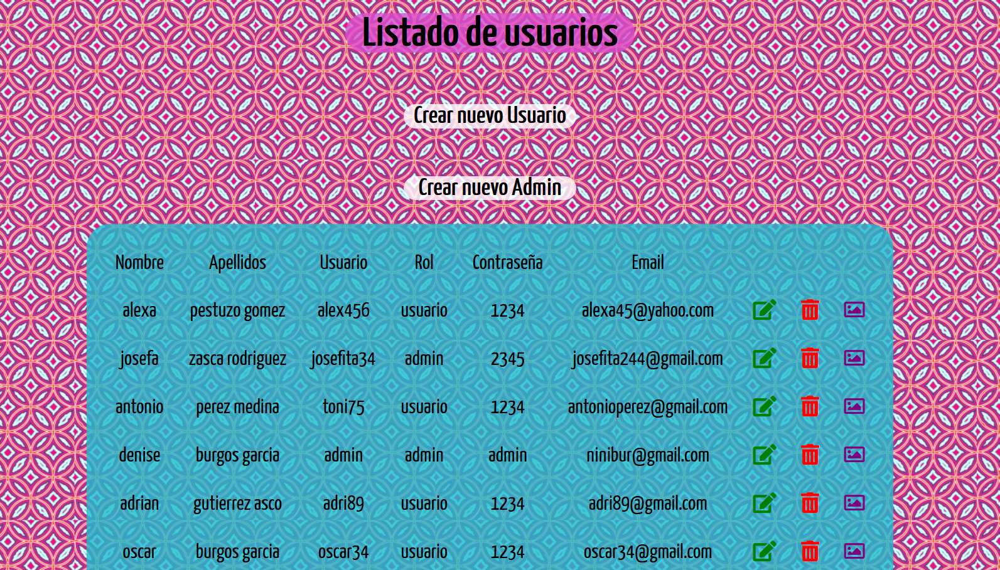 Listado de usuarios
Crear nuevo Usuario
Crear nuevo Admin
Nombre Apellidos Usuario Rol Contraseña Email
alexa pestuzo gomez alex456 usuario 1234 alexa45@yahoo.com
josefa zasca rodriguez josefita34 admin 2345 josefita244@gmail.com
antonio perez medina toni75 usuario 1234 antonioperez@gmail.com
denise burgos garcia admin admin admin ninibur@gmail.com
adrian gutierrez asco adri89 usuario 1234 adri89@gmail.com
oscar burgos garcia oscar34 usuario 1234 oscar34@gmail.com